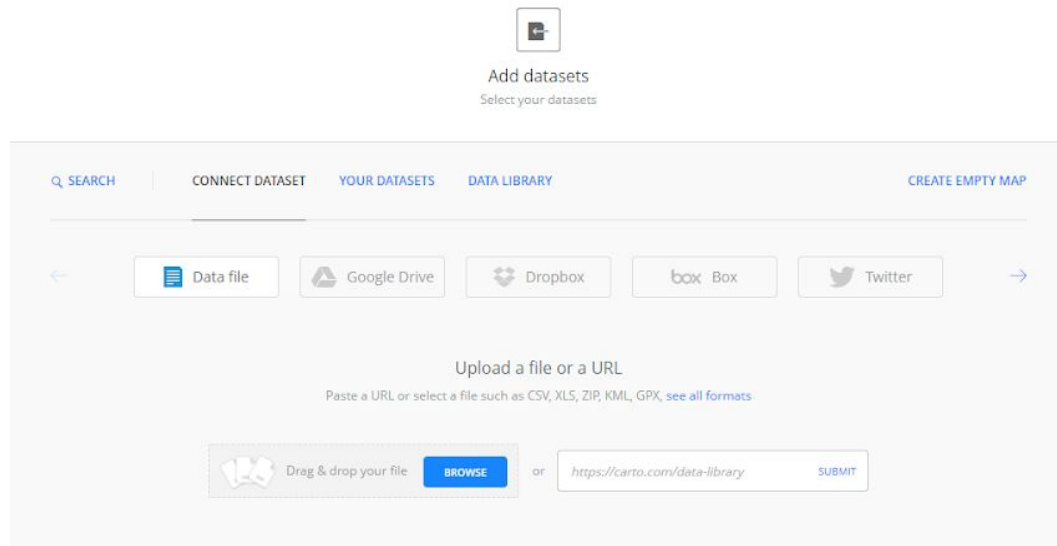 Add datasets
Select your datasets
SEARCH CONNECT DATASET YOUR DATASETS DATA LIBRARY CREATE EMPTY MAP
Data file Google Drive Dropbox box Box Twitter
Upload a file or a URL
Paste a URL or select a file such as CSV, XLS, ZIP, KML, GPX, see all formats
Drag & drop your file BROWSE or https://carto.com/data-library SUBMIT